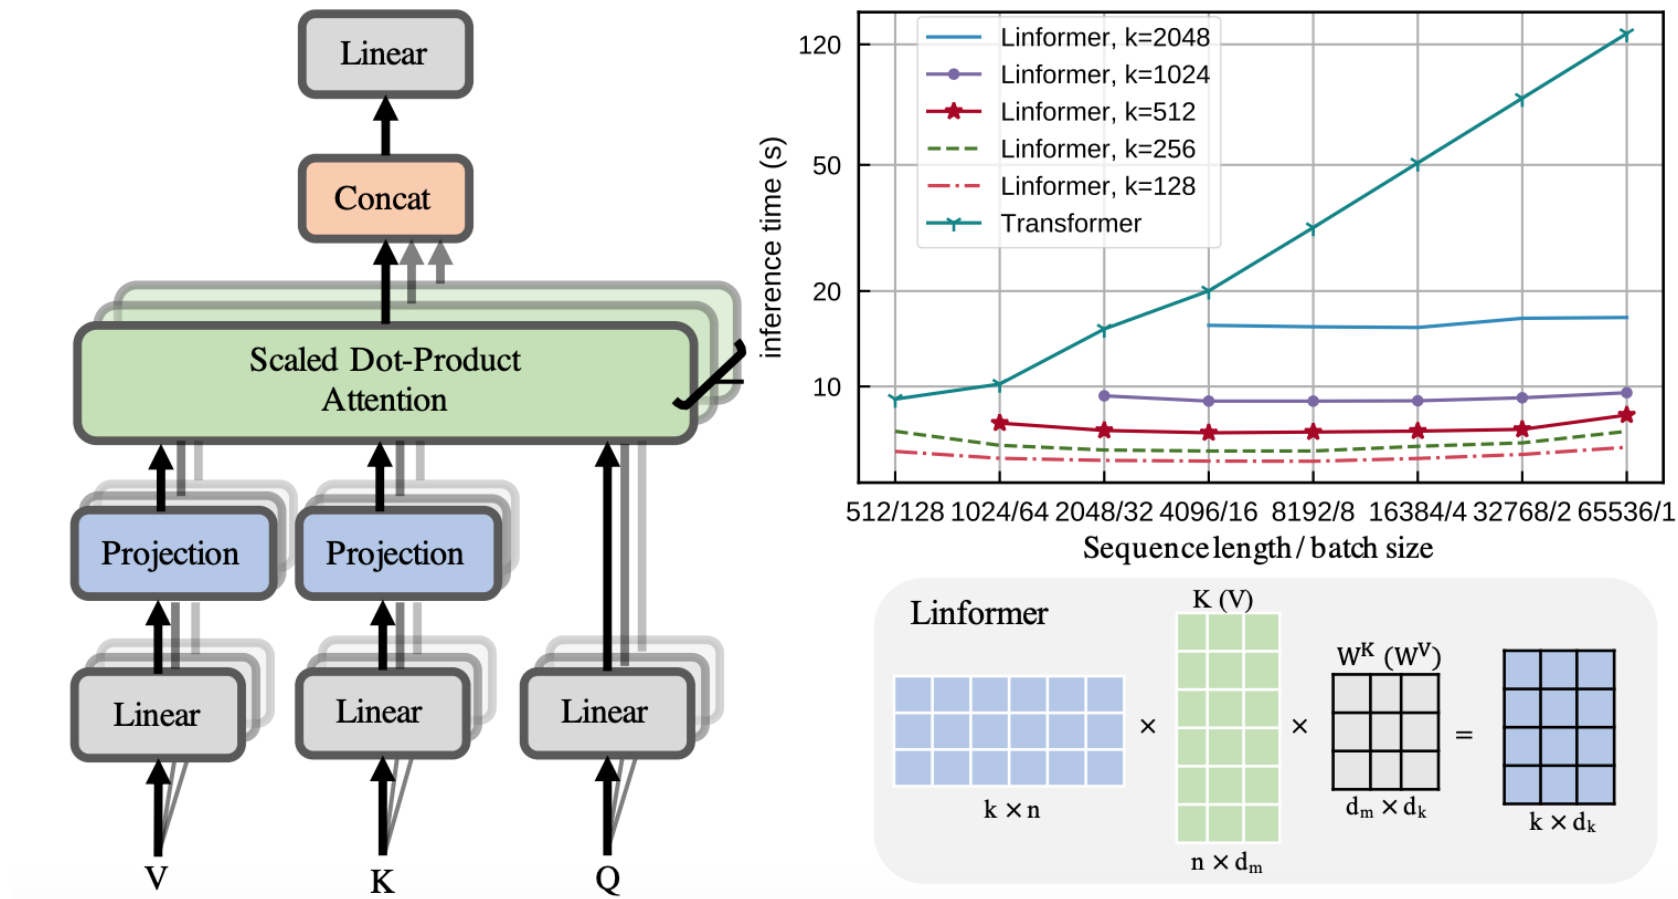 Linear
Concat
Scaled Dot-Product
Attention
Projection
Projection
Linear
Linear
Linear
V
K
Q
inference time (s)
120
50
20
10
Linformer, k=2048
Linformer, k=1024
Linformer, k=512
Linformer, k=256
Linformer, k=128
Transformer
512/128 1024/64 2048/32 4096/16 8192/8 16384/4 32768/2 65536/1
Sequence length / batch size
Linformer
K (V)
W^K (W^V)
× × =
k × n
n × d_m
d_m × d_k
k × d_k